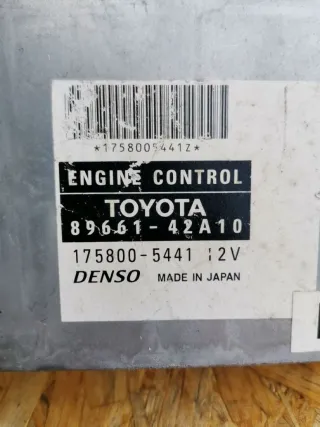 *1758005441Z*
ENGINE CONTROL
TOYOTA
89661-42A10
175800-5441 12V
DENSO MADE IN JAPAN